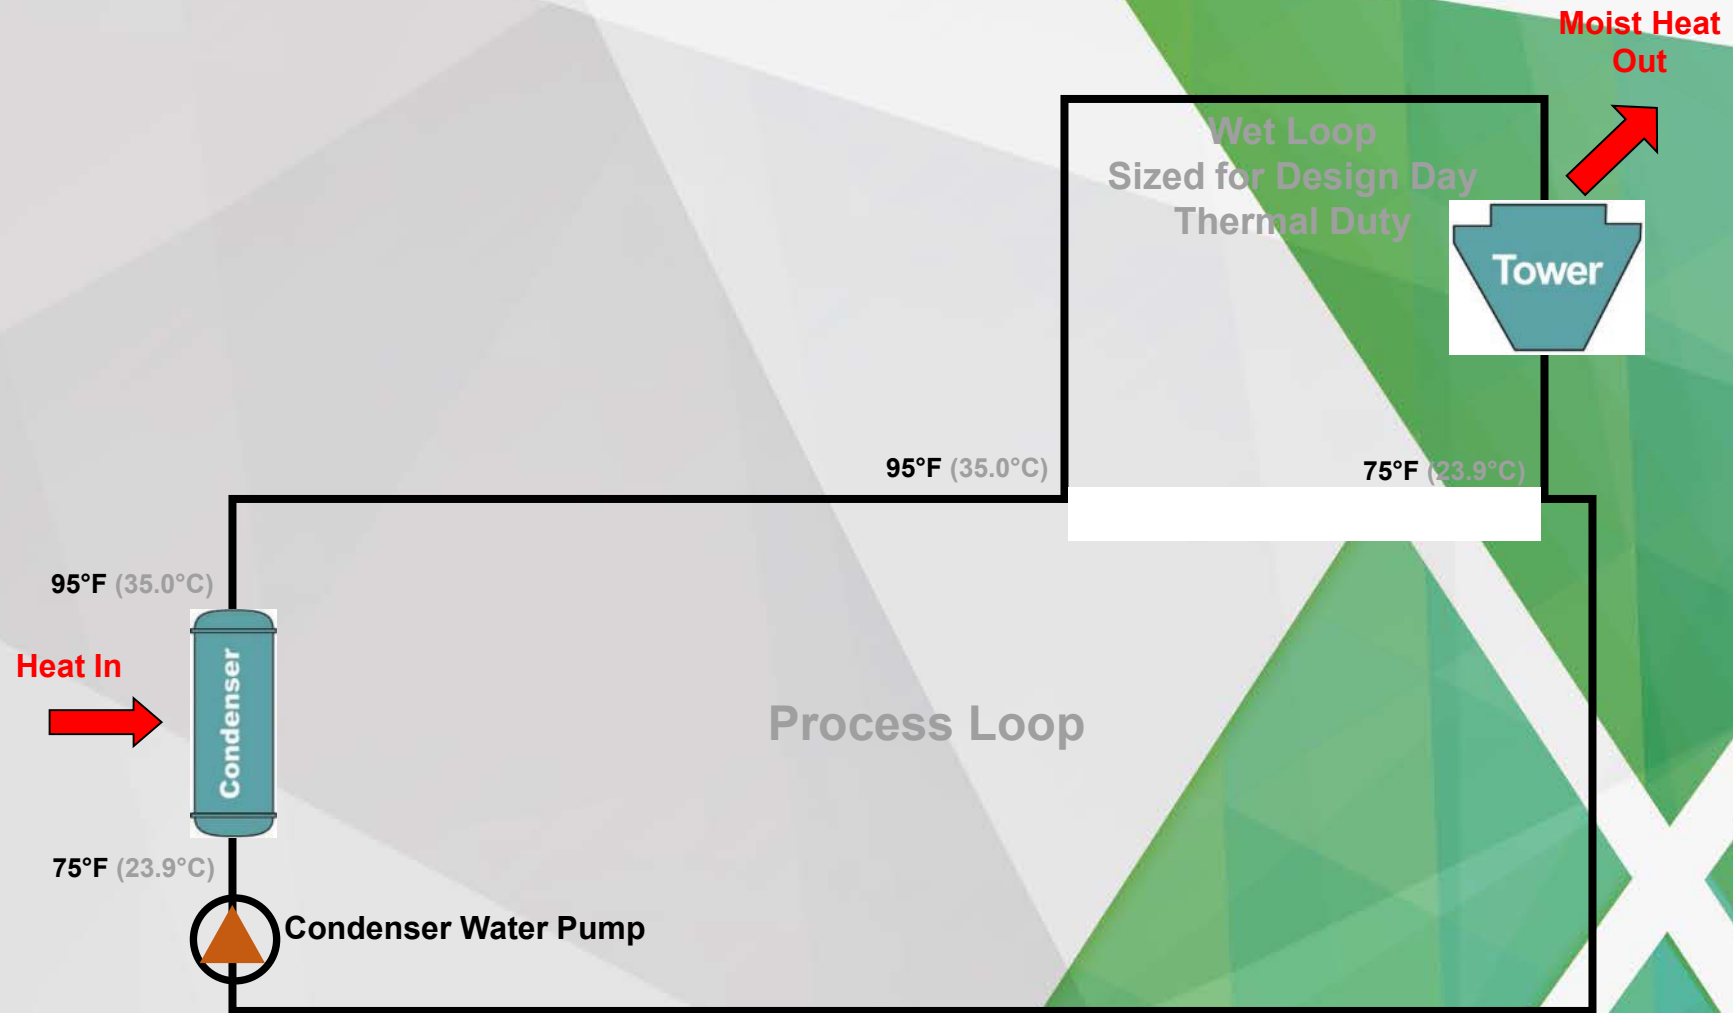 Moist Heat
Out
Wet Loop
Sized for Design Day
Thermal Duty
Tower
95°F (35.0°C)
75°F (23.9°C)
95°F (35.0°C)
Heat In
Condenser
Process Loop
75°F (23.9°C)
Condenser Water Pump